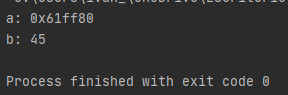 a: 0x61ff80
b: 45
Process finished with exit code 0